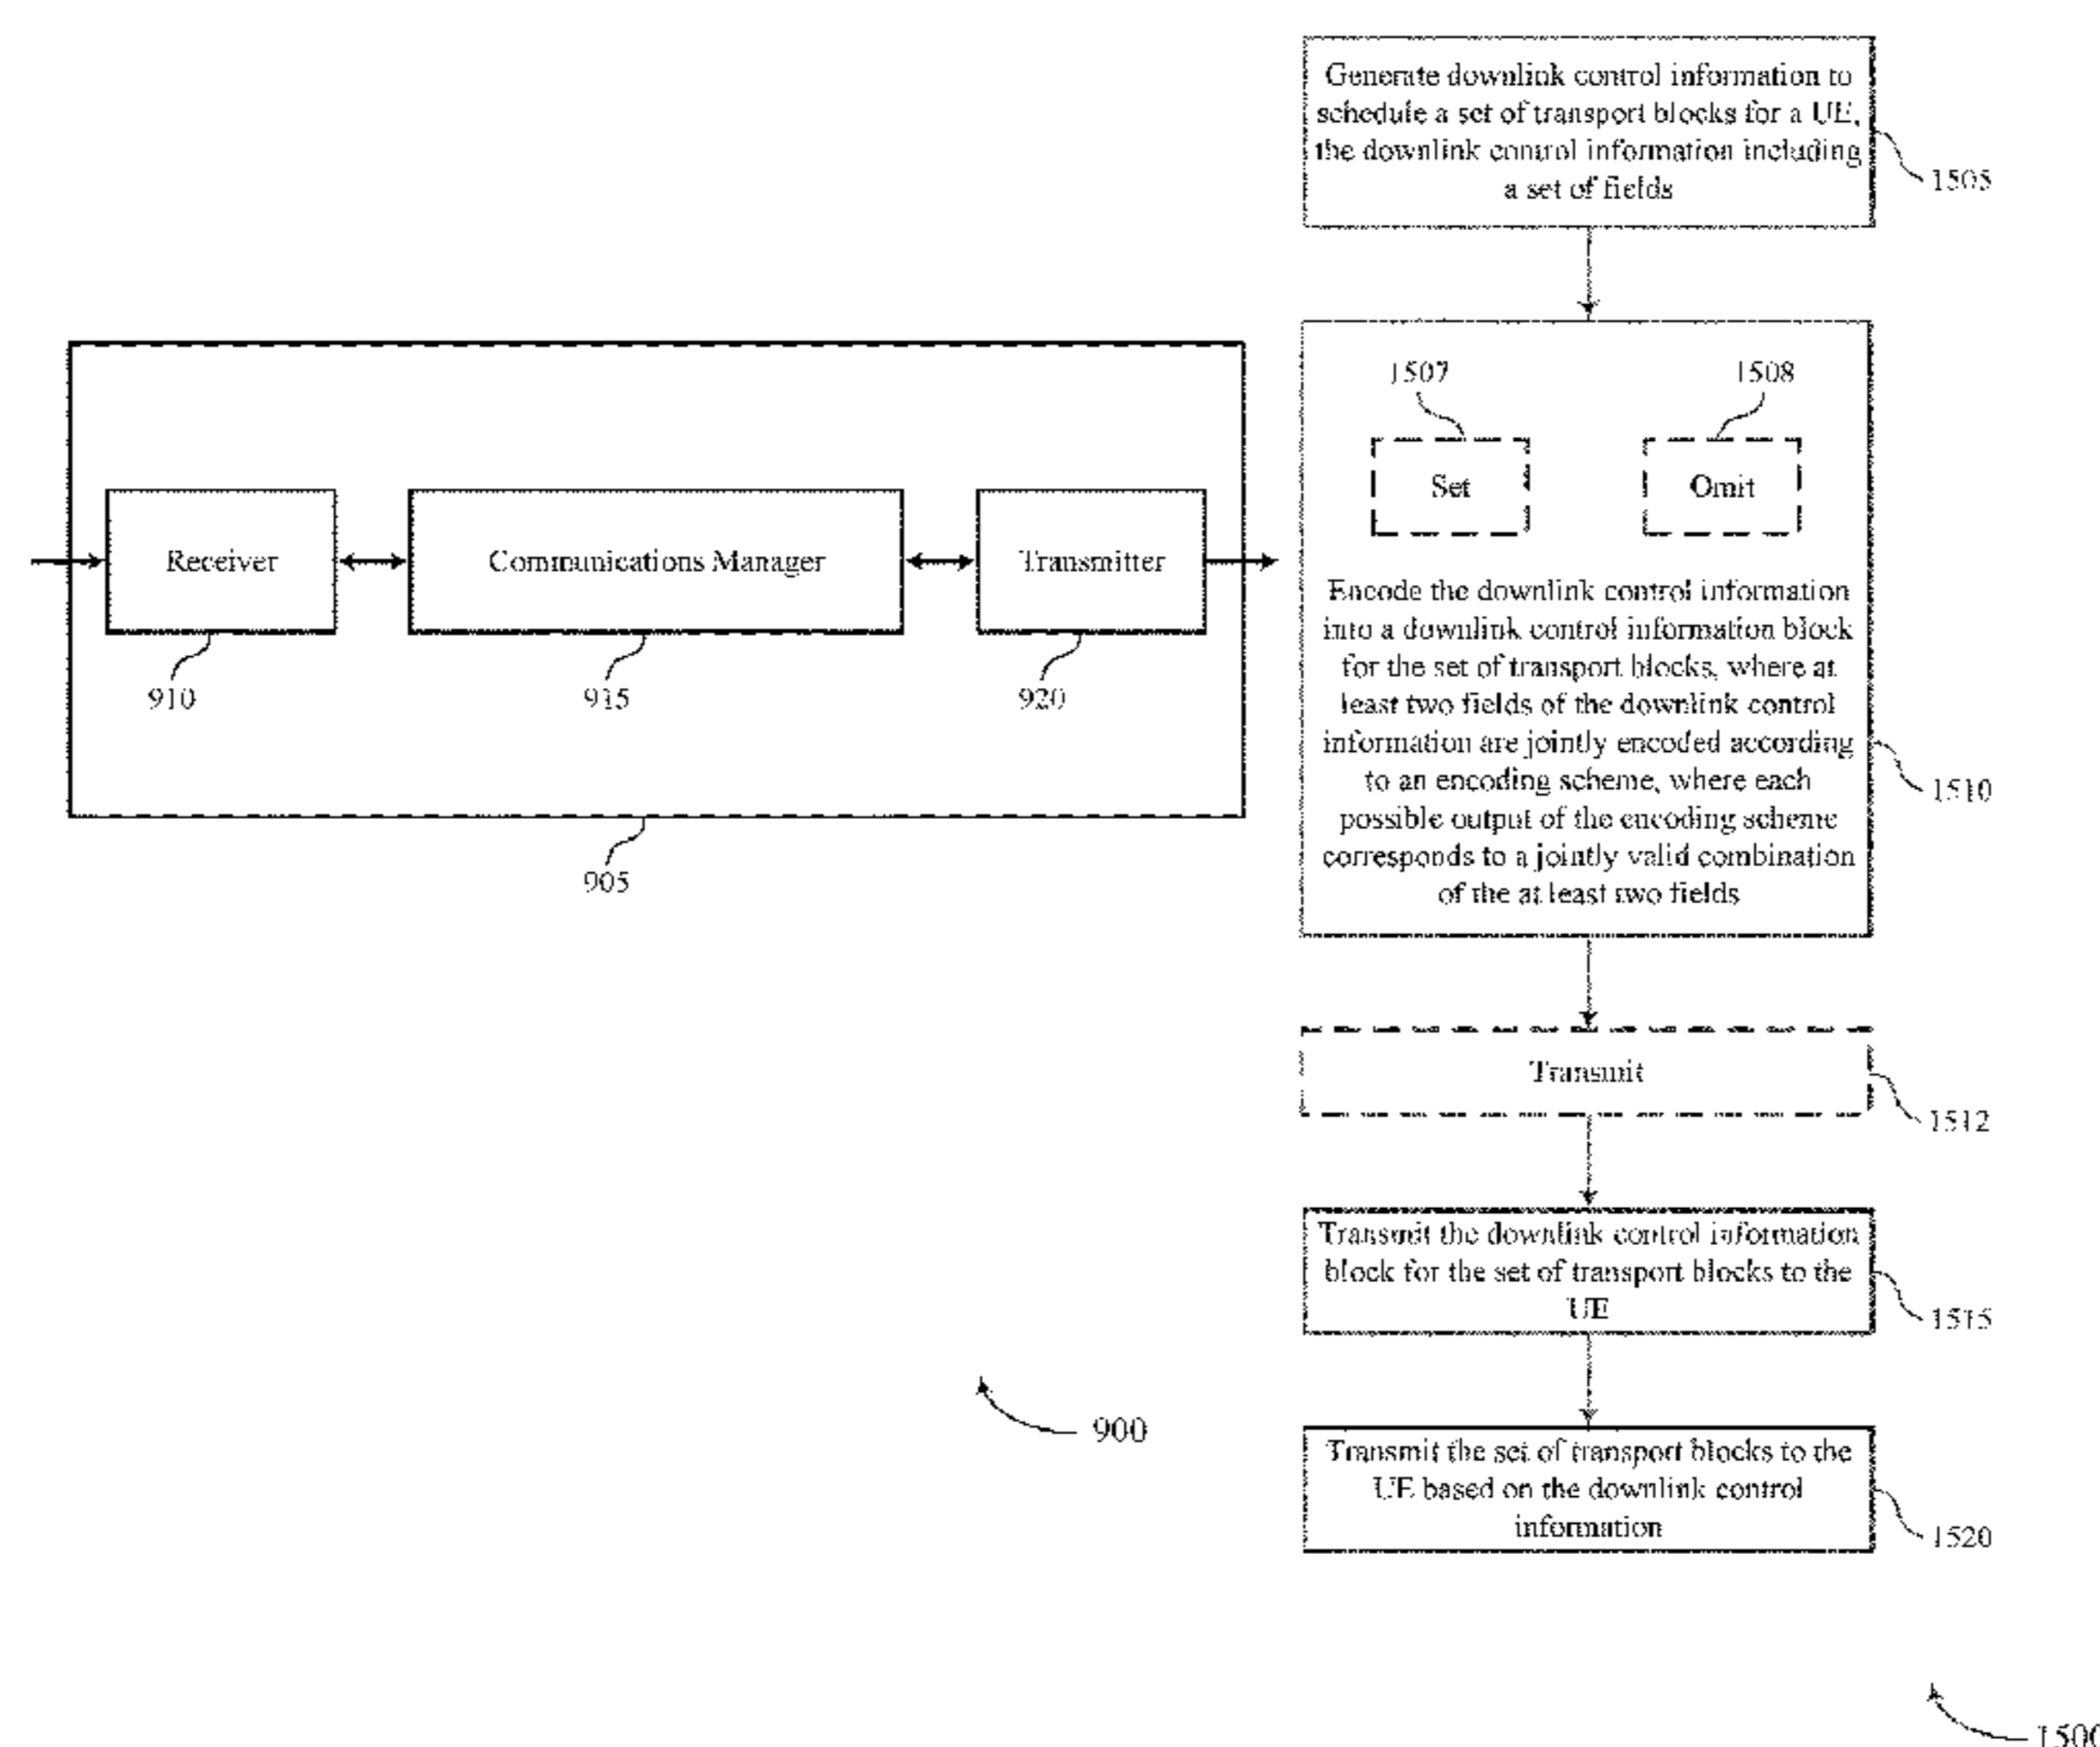 Receiver
Communications Manager
Transmitter
910
915
920
905
900
Generate downlink control information to
schedule a set of transport blocks for a UE,
the downlink control information including
a set of fields
1505
1507
1508
Set
Omit
Encode the downlink control information
into a downlink control information block
for the set of transport blocks, where at
least two fields of the downlink control
information are jointly encoded according
to an encoding scheme, where each
possible output of the encoding scheme
corresponds to a jointly valid combination
of the at least two fields
1510
Transmit
1512
Transmit the downlink control information
block for the set of transport blocks to the
UE
1515
Transmit the set of transport blocks to the
UE based on the downlink control
information
1520
1500